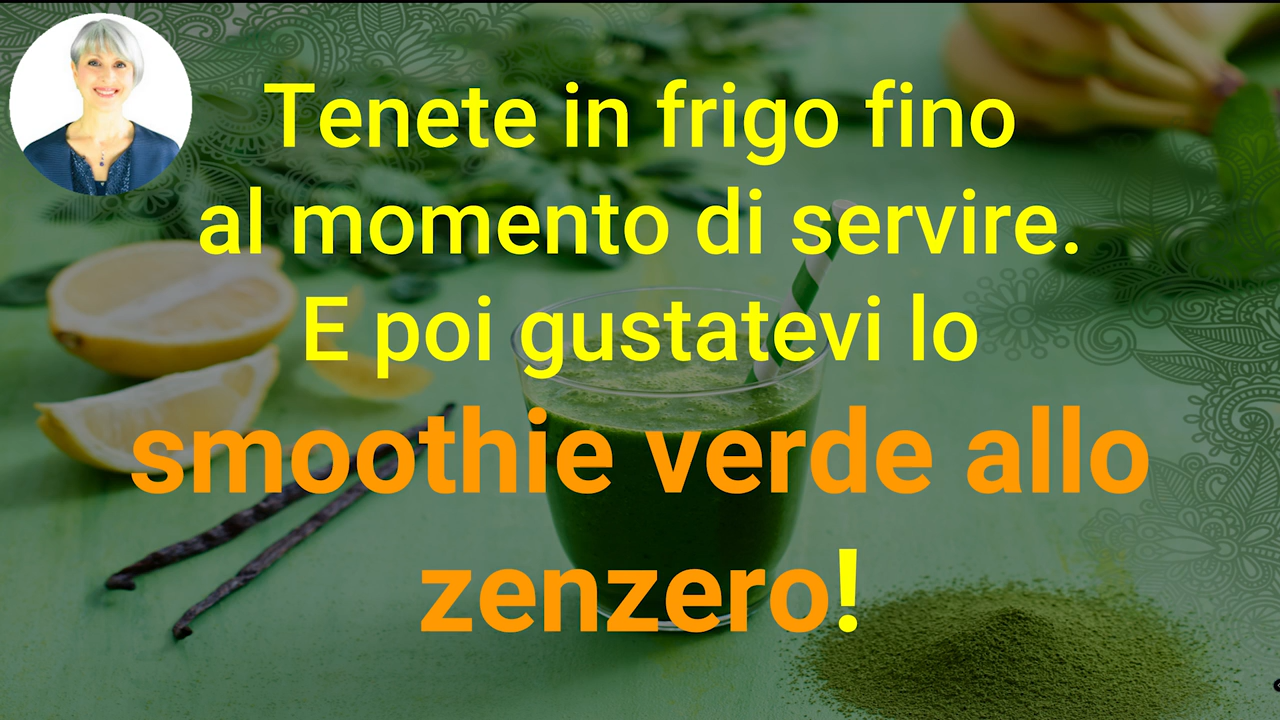 Tenete in frigo fino
al momento di servire.
E poi gustatevi lo
smoothie verde allo
zenzero!